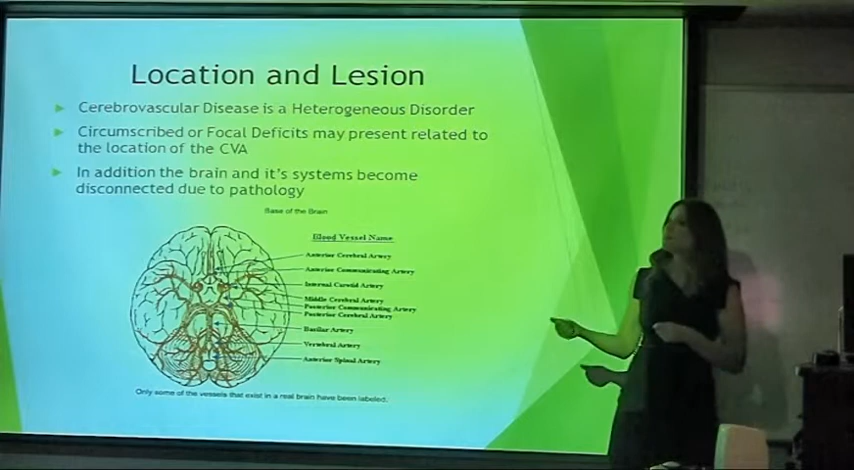 Location and Lesion
Cerebrovascular Disease is a Heterogeneous Disorder
Circumscribed or Focal Deficits may present related to
the location of the CVA
In addition the brain and it's systems become
disconnected due to pathology
Base of the Brain
Blood Vessel Name
Anterior Cerebral Artery
Anterior Communicating Artery
Internal Carotid Artery
Middle Cerebral Artery
Posterior Communicating Artery
Posterior Cerebral Artery
Basilar Artery
Vertebral Artery
Anterior Spinal Artery
Only some of the vessels that exist in a real brain have been labeled.